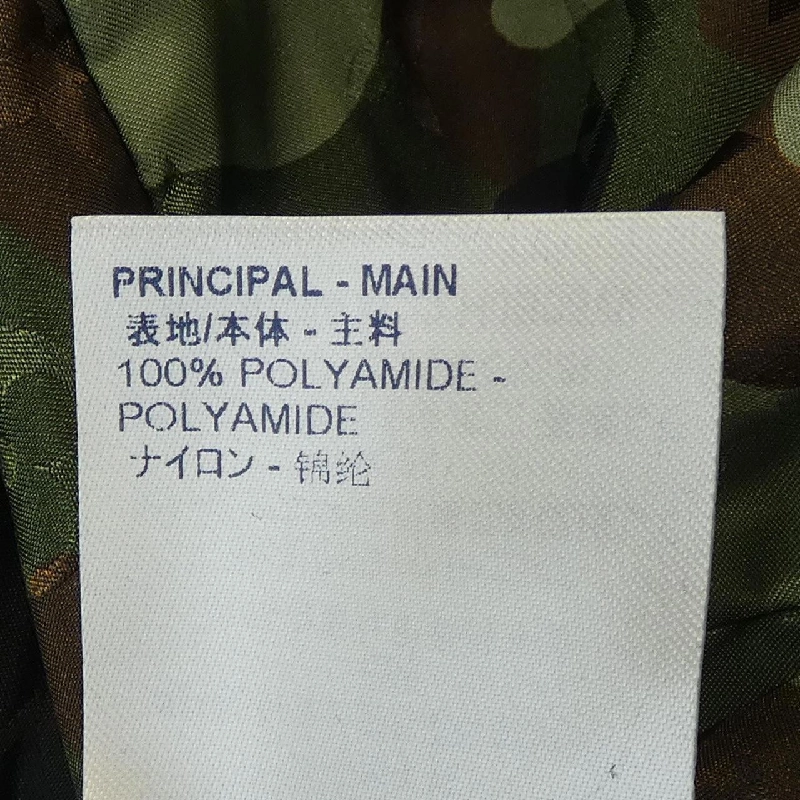 PRINCIPAL - MAIN
表地/本体 - 主料
100% POLYAMIDE -
POLYAMIDE
ナイロン - 锦纶